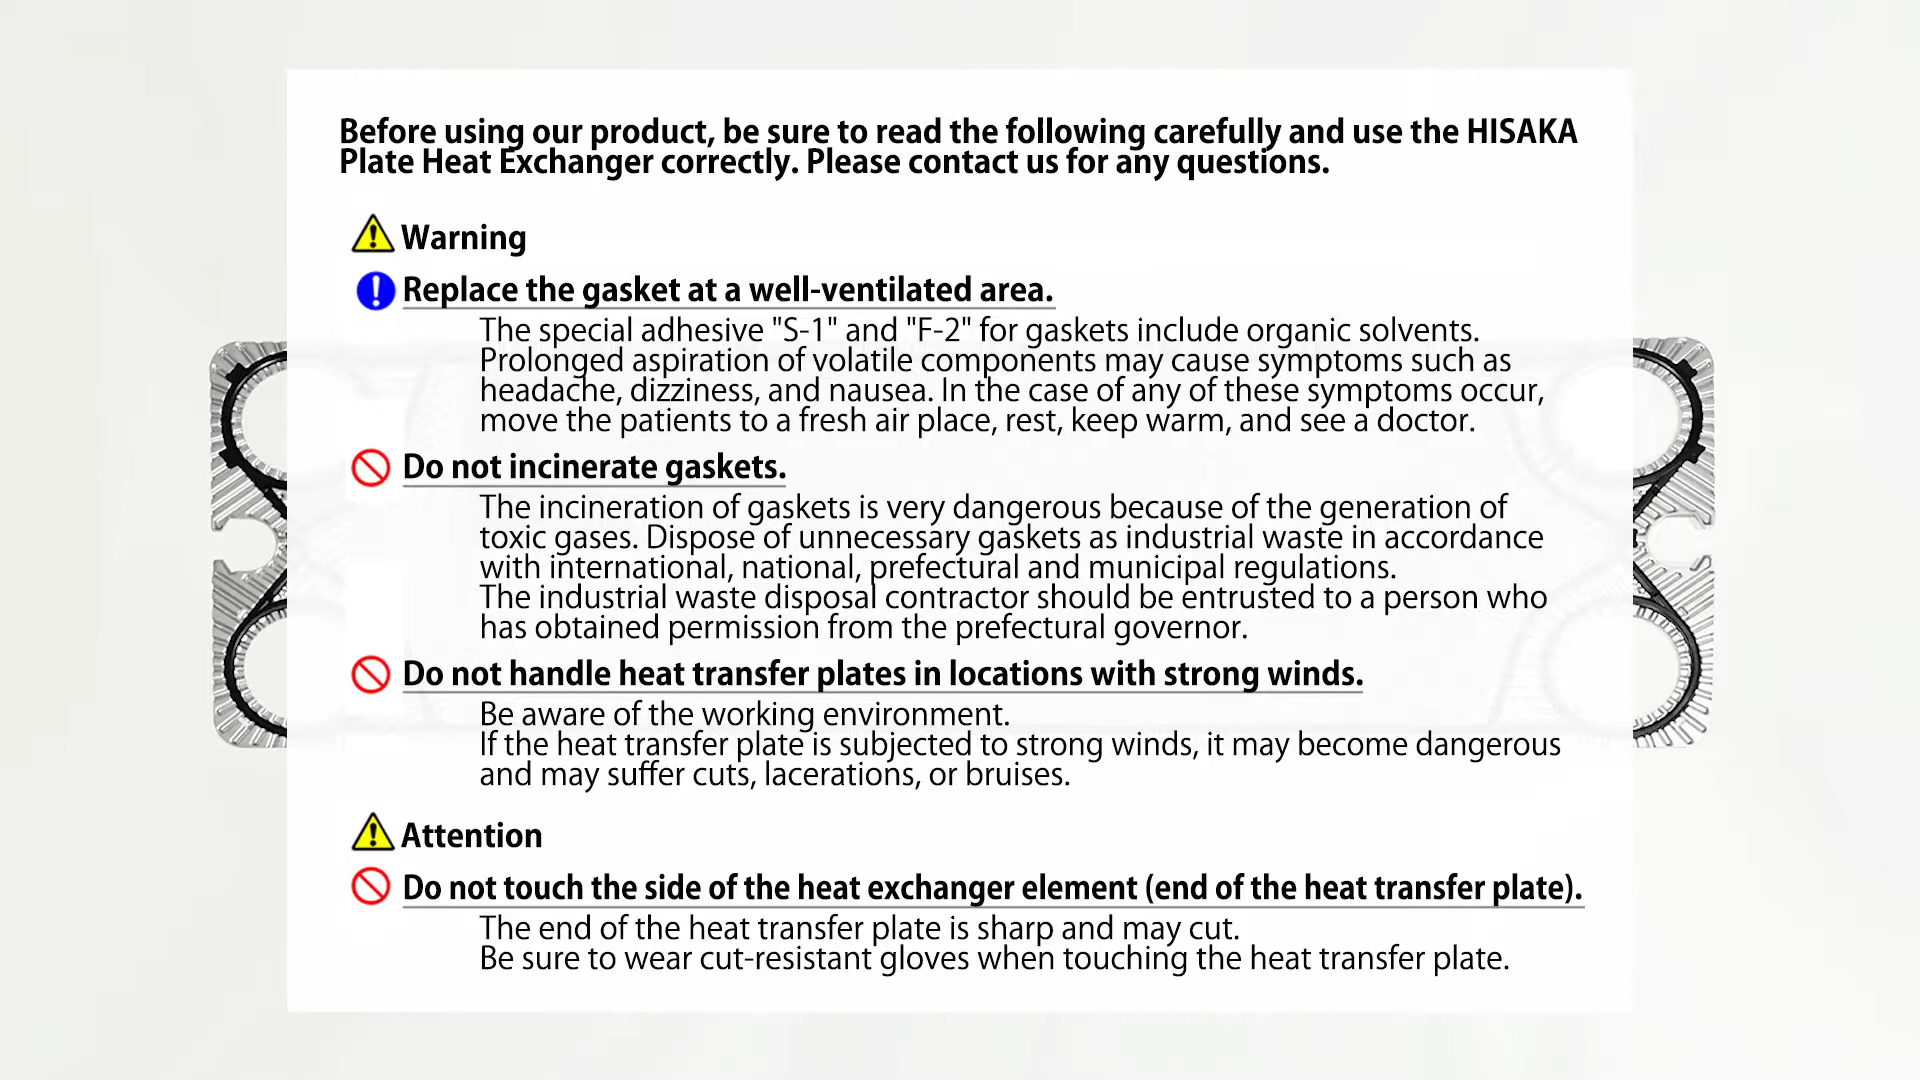 Before using our product, be sure to read the following carefully and use the HISAKA
Plate Heat Exchanger correctly. Please contact us for any questions.
Warning
Replace the gasket at a well-ventilated area.
The special adhesive "S-1" and "F-2" for gaskets include organic solvents.
Prolonged aspiration of volatile components may cause symptoms such as
headache, dizziness, and nausea. In the case of any of these symptoms occur,
move the patients to a fresh air place, rest, keep warm, and see a doctor.
Do not incinerate gaskets.
The incineration of gaskets is very dangerous because of the generation of
toxic gases. Dispose of unnecessary gaskets as industrial waste in accordance
with international, national, prefectural and municipal regulations.
The industrial waste disposal contractor should be entrusted to a person who
has obtained permission from the prefectural governor.
Do not handle heat transfer plates in locations with strong winds.
Be aware of the working environment.
If the heat transfer plate is subjected to strong winds, it may become dangerous
and may suffer cuts, lacerations, or bruises.
Attention
Do not touch the side of the heat exchanger element (end of the heat transfer plate).
The end of the heat transfer plate is sharp and may cut.
Be sure to wear cut-resistant gloves when touching the heat transfer plate.